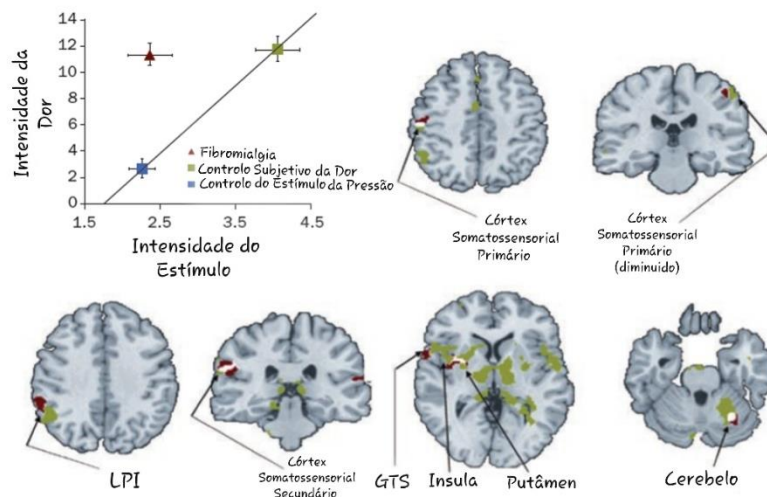 Intensidade da
Dor
14
12
10
8
6
4
2
0
1.5
2.5
3.5
4.5
Fibromialgia
Controlo Subjetivo da Dor
Controlo do Estímulo da Pressão
Intensidade do
Estímulo
Córtex
Somatossensorial
Primário
Córtex
Somatossensorial
Primário
(diminuido)
LPI
Córtex
Somatossensorial
Secundário
GTS
Insula
Putâmen
Cerebelo